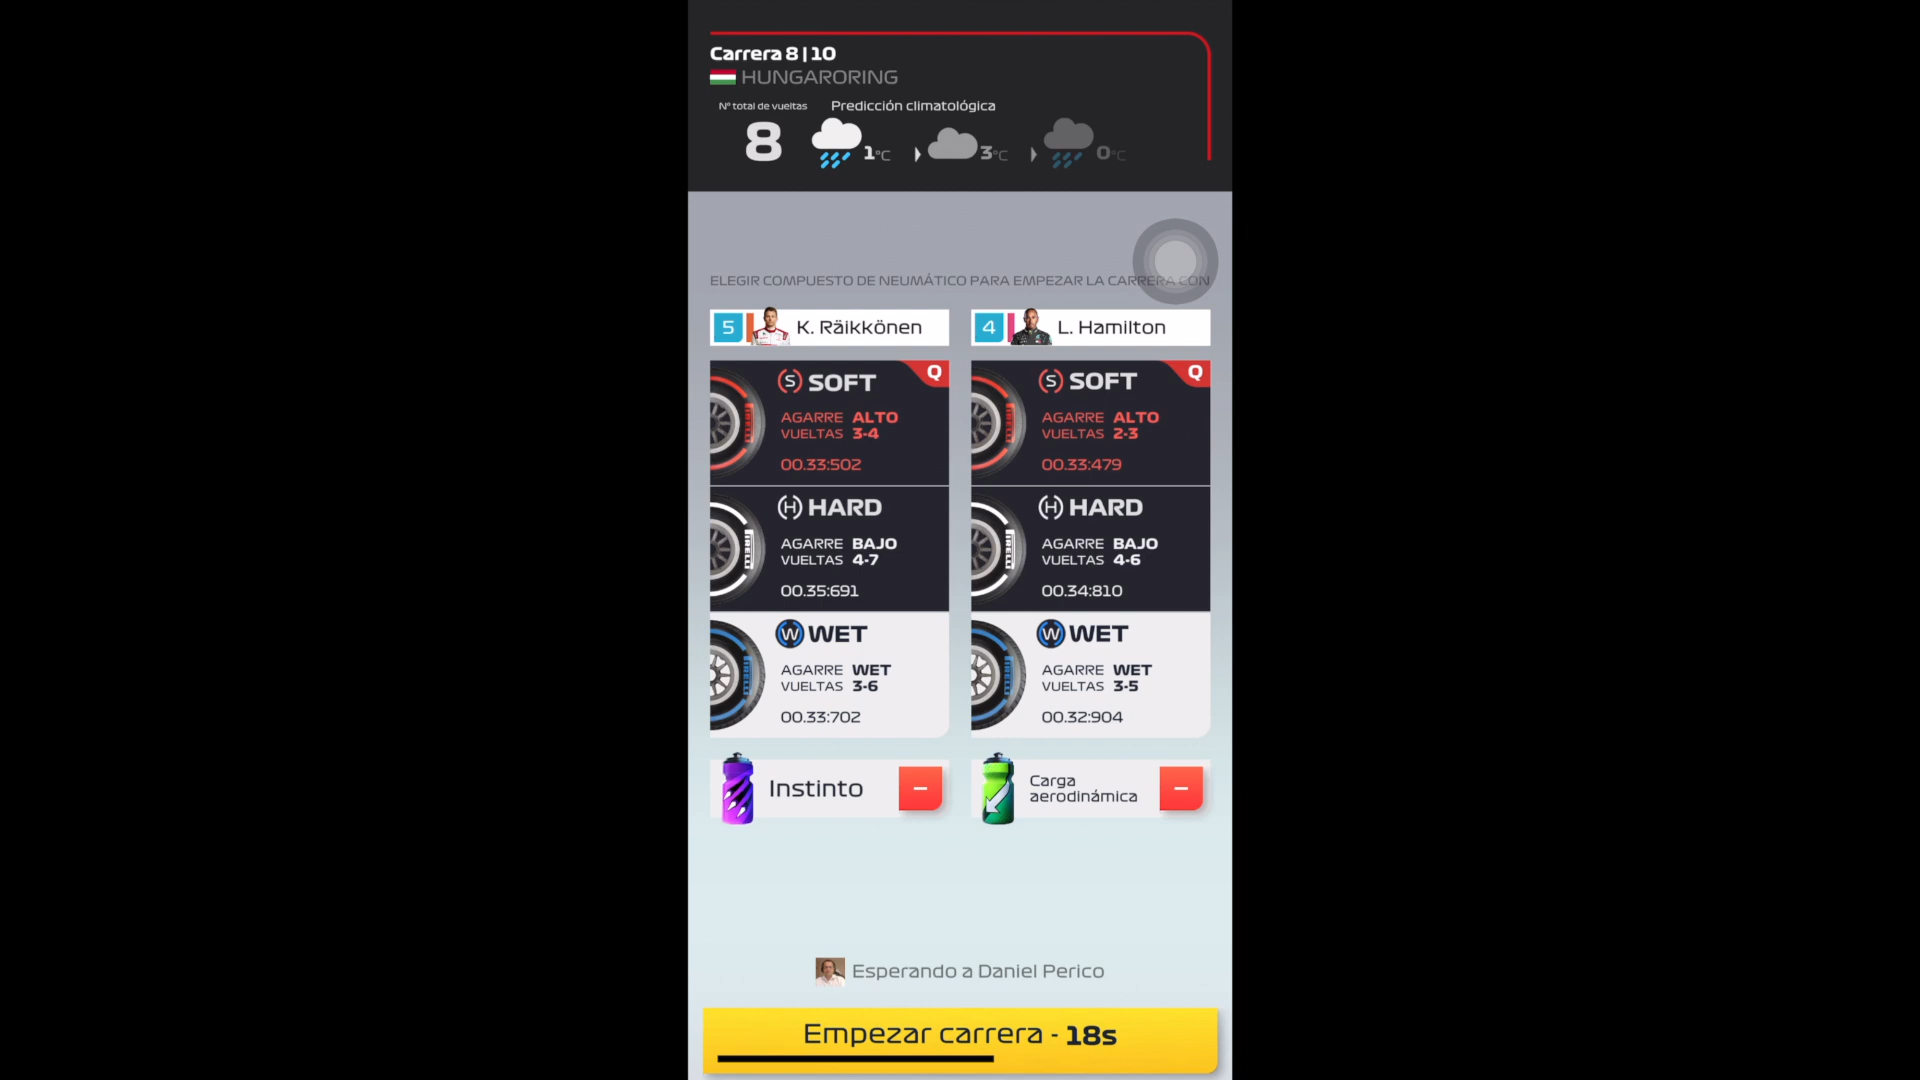 Carrera 8|10
HUNGARORING
Nº total de vueltas
Predicción climatológica
8
1°C
3°C
0°C
ELEGIR COMPUESTO DE NEUMÁTICO PARA EMPEZAR LA CARRERA CON
5 K. Räikkönen
Q
S SOFT
AGARRE ALTO
VUELTAS 3-4
00.33:502
H HARD
AGARRE BAJO
VUELTAS 4-7
00.35:691
W WET
AGARRE WET
VUELTAS 3-6
00.33:702
Instinto
4 L. Hamilton
Q
S SOFT
AGARRE ALTO
VUELTAS 2-3
00.33:479
H HARD
AGARRE BAJO
VUELTAS 4-6
00.34:810
W WET
AGARRE WET
VUELTAS 3-5
00.32:904
Carga
aerodinámica
Esperando a Daniel Perico
Empezar carrera - 18s